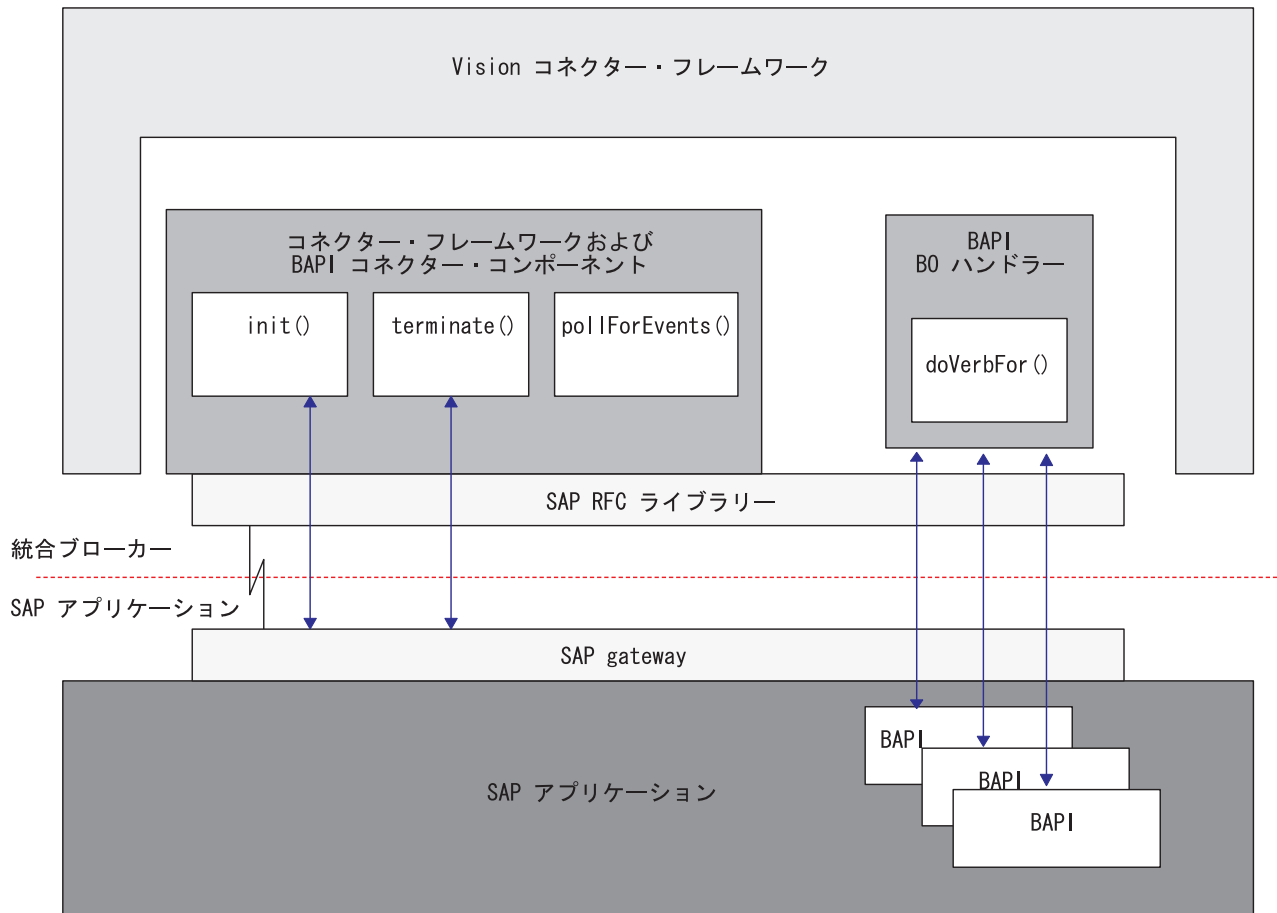 Vision コネクター・フレームワーク
コネクター・フレームワークおよび
BAPI コネクター・コンポーネント
init()
terminate()
pollForEvents()
BAPI
BO ハンドラー
doVerbFor()
SAP RFC ライブラリー
統合ブローカー
SAP アプリケーション
SAP gateway
SAP アプリケーション
BAPI
BAPI
BAPI